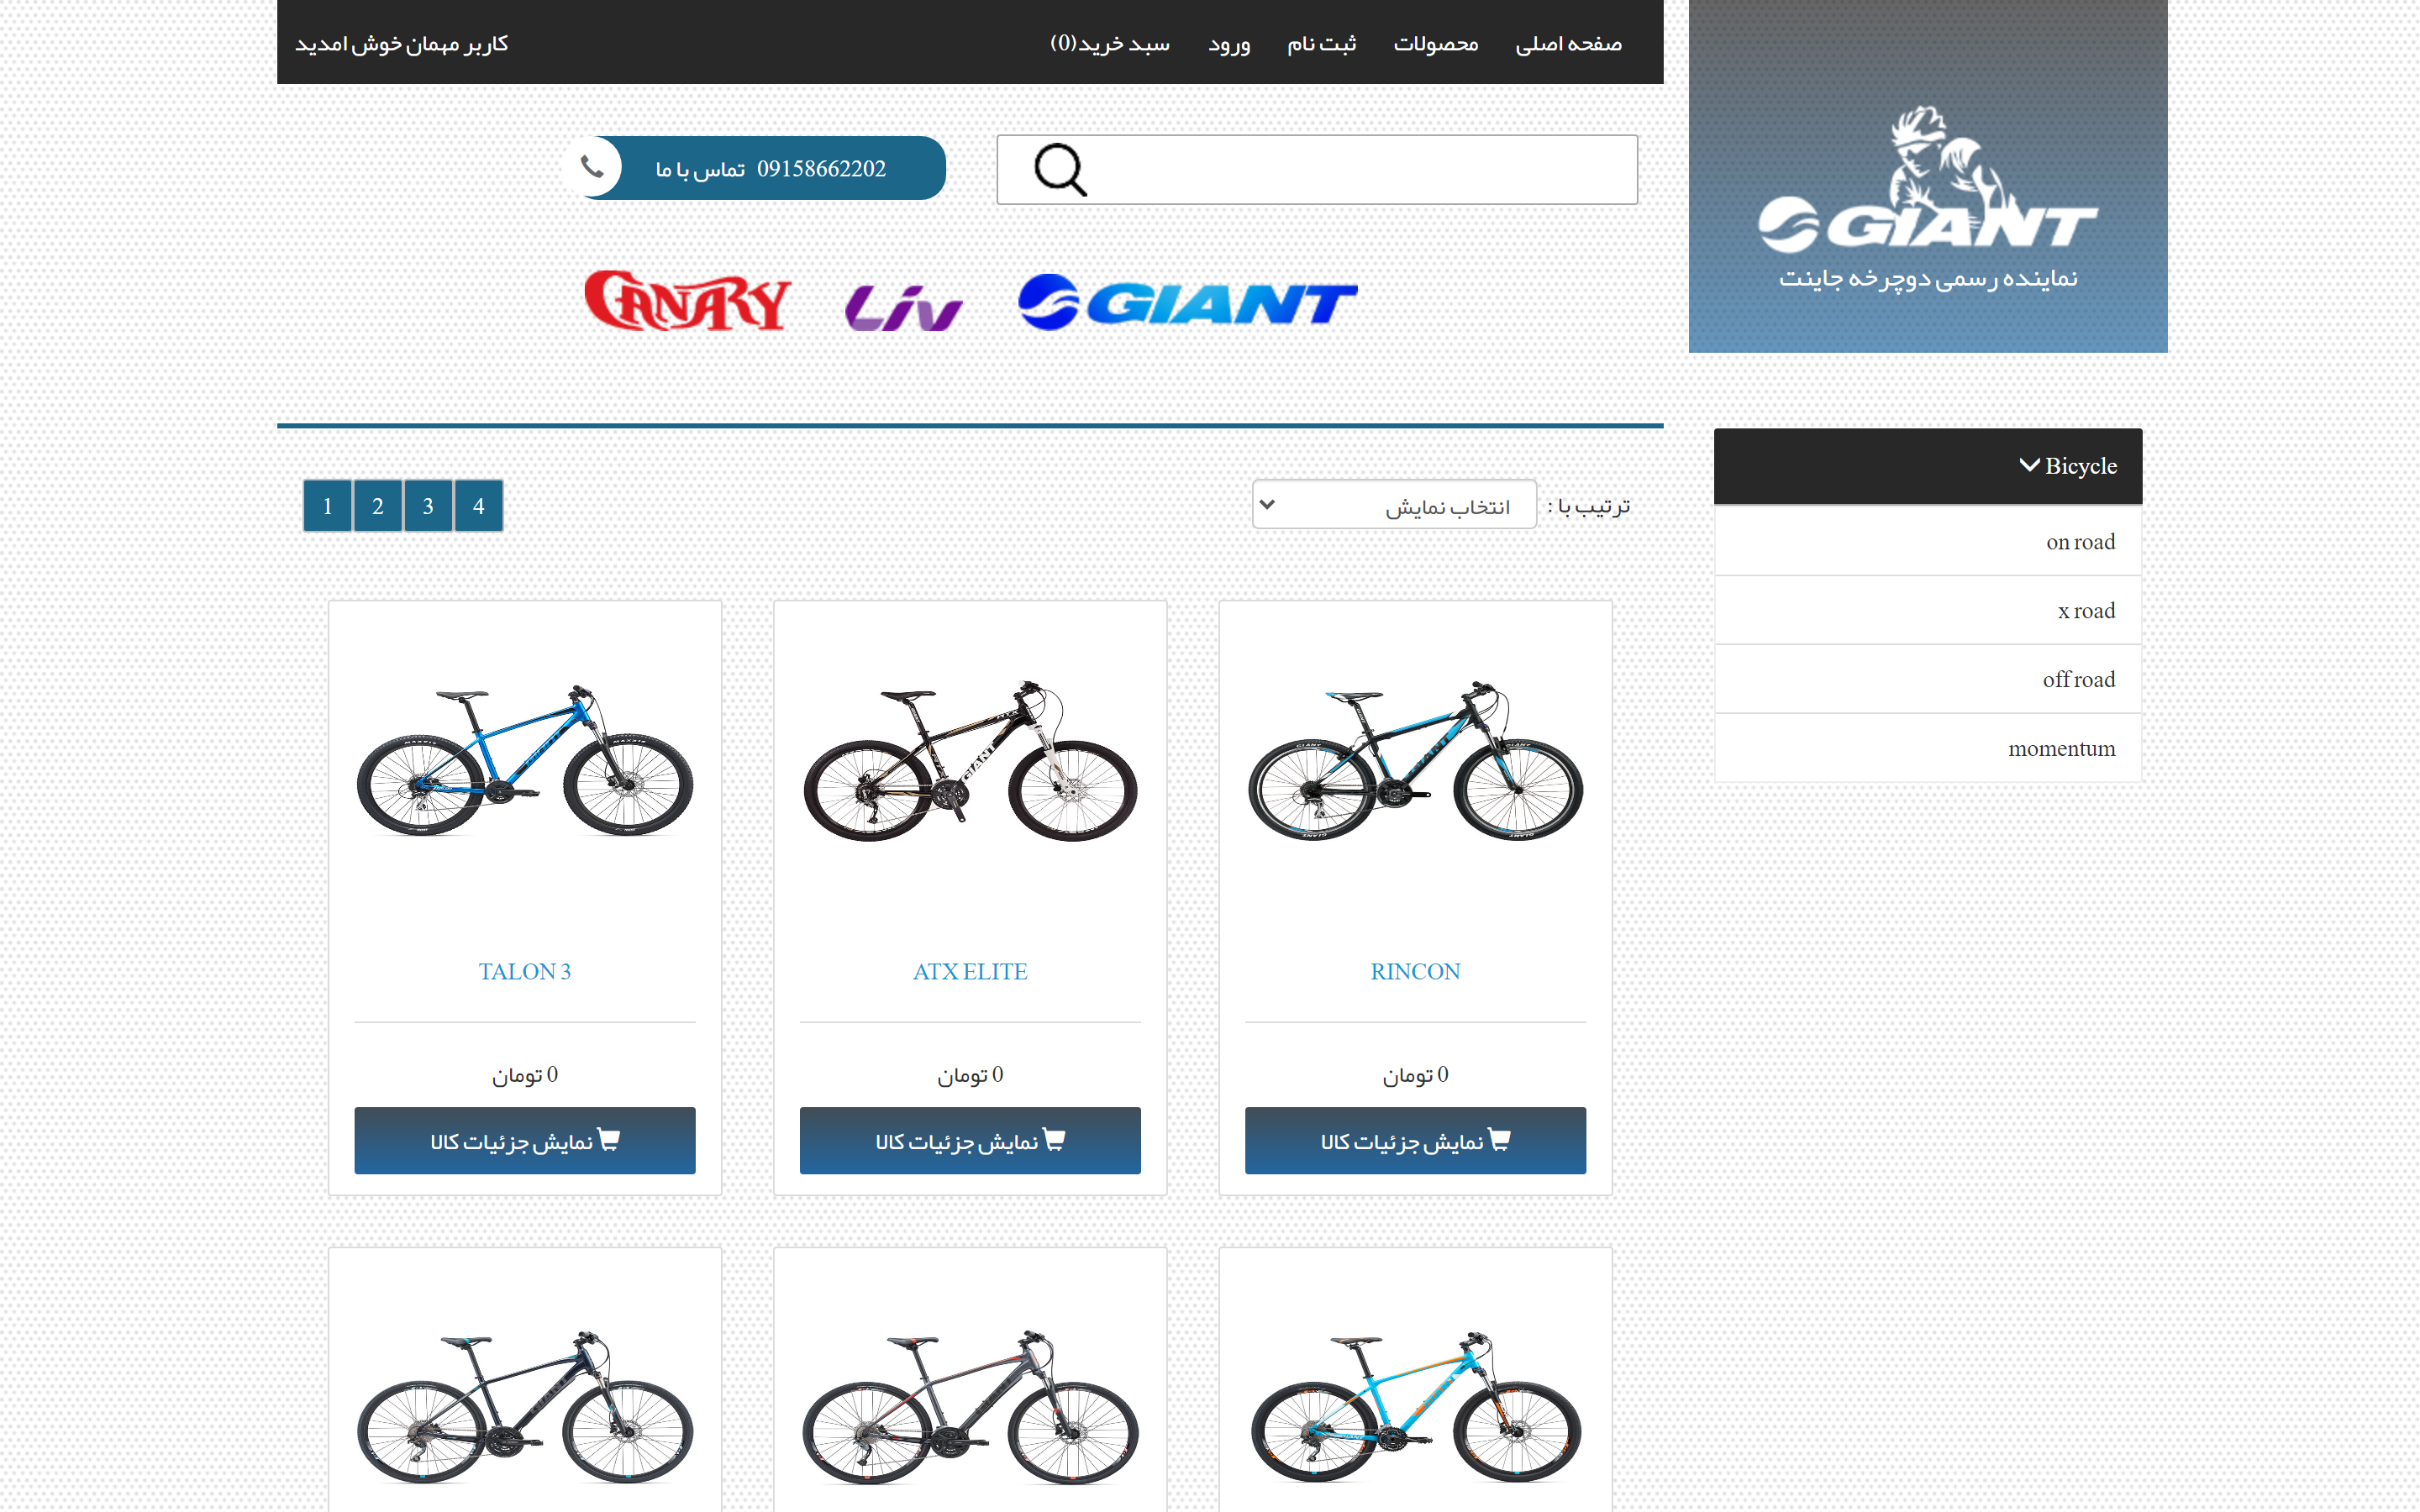 صفحه اصلی
محصولات
ثبت نام
ورود
سبد خرید(0)
کاربر مهمان خوش امدید
GIANT
نماینده رسمی دوچرخه جاینت
تماس با ما 09158662202
GIANT
Liv
CANARY
Bicycle
on road
x road
off road
momentum
ترتیب با :
انتخاب نمایش
1 2 3 4
RINCON
0 تومان
نمایش جزئیات کالا
ATX ELITE
0 تومان
نمایش جزئیات کالا
TALON 3
0 تومان
نمایش جزئیات کالا